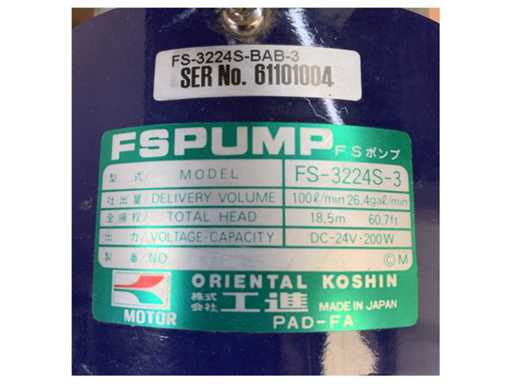 FS-3224S-BAB-3
SER No. 61101004
FSPUMP FSポンプ
型式/ MODEL FS-3224S-3
吐出量/ DELIVERY VOLUME 100ℓ/min 26.4gal/min
全揚程/ TOTAL HEAD 18.5m 60.7ft
出力/ VOLTAGE-CAPACITY DC-24V·200W
製番/ NO. ⒸM
ORIENTAL KOSHIN
株式会社 工進 MADE IN JAPAN
MOTOR PAD-FA